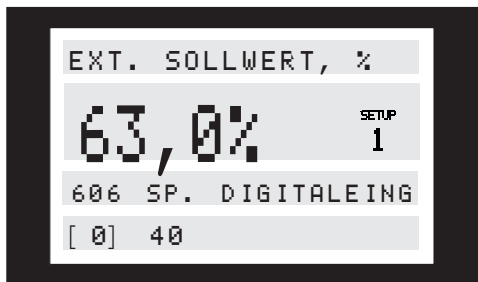 EXT. SOLLWERT, %
63,0%
SETUP
1
606 SP. DIGITALEING
[ 0] 40